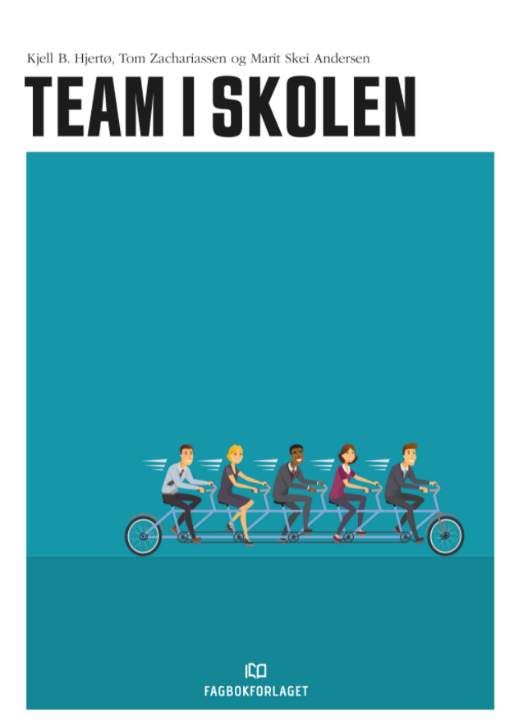 Kjell B. Hjertø, Tom Zachariassen og Marit Skei Andersen
TEAM I SKOLEN
FAGBOKFORLAGET